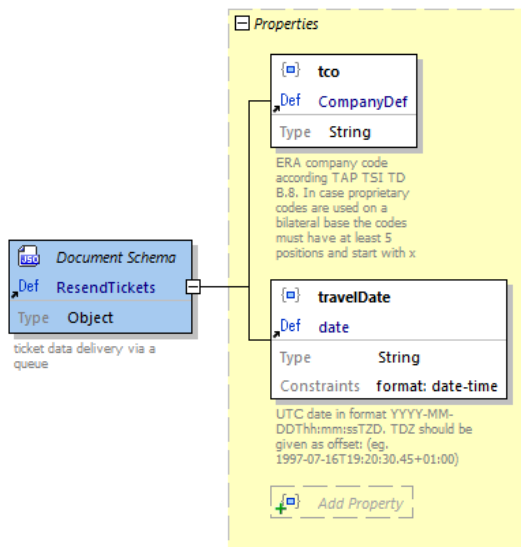 Properties
tco
Def CompanyDef
Type String
ERA company code
according TAP TSI TD
B.8. In case proprietary
codes are used on a
bilateral base the codes
must have at least 5
positions and start with x
JSO
Document Schema
Def ResendTickets
Type Object
ticket data delivery via a
queue
travelDate
Def date
Type String
Constraints format: date-time
UTC date in format YYYY-MM-
DDThh:mm:ssTZD. TDZ should be
given as offset: (eg.
1997-07-16T19:20:30.45+01:00)
Add Property